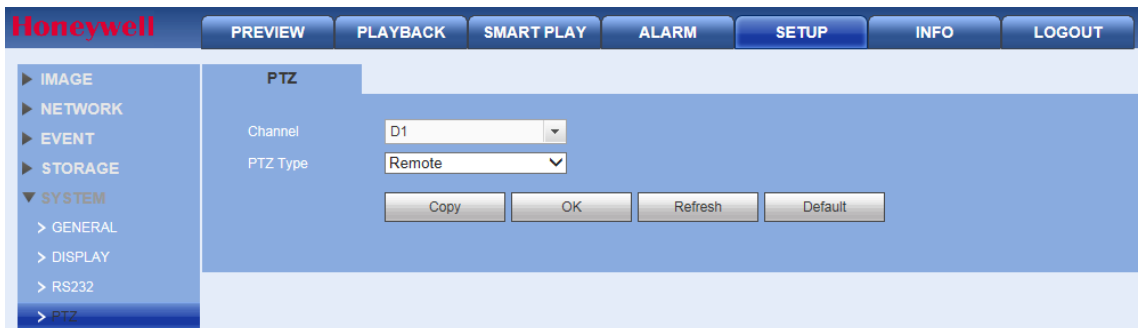 Honeywell PREVIEW PLAYBACK SMART PLAY ALARM SETUP INFO LOGOUT
IMAGE
NETWORK
EVENT
STORAGE
SYSTEM
GENERAL
DISPLAY
RS232
PTZ
PTZ
Channel D1
PTZ Type Remote
Copy OK Refresh Default